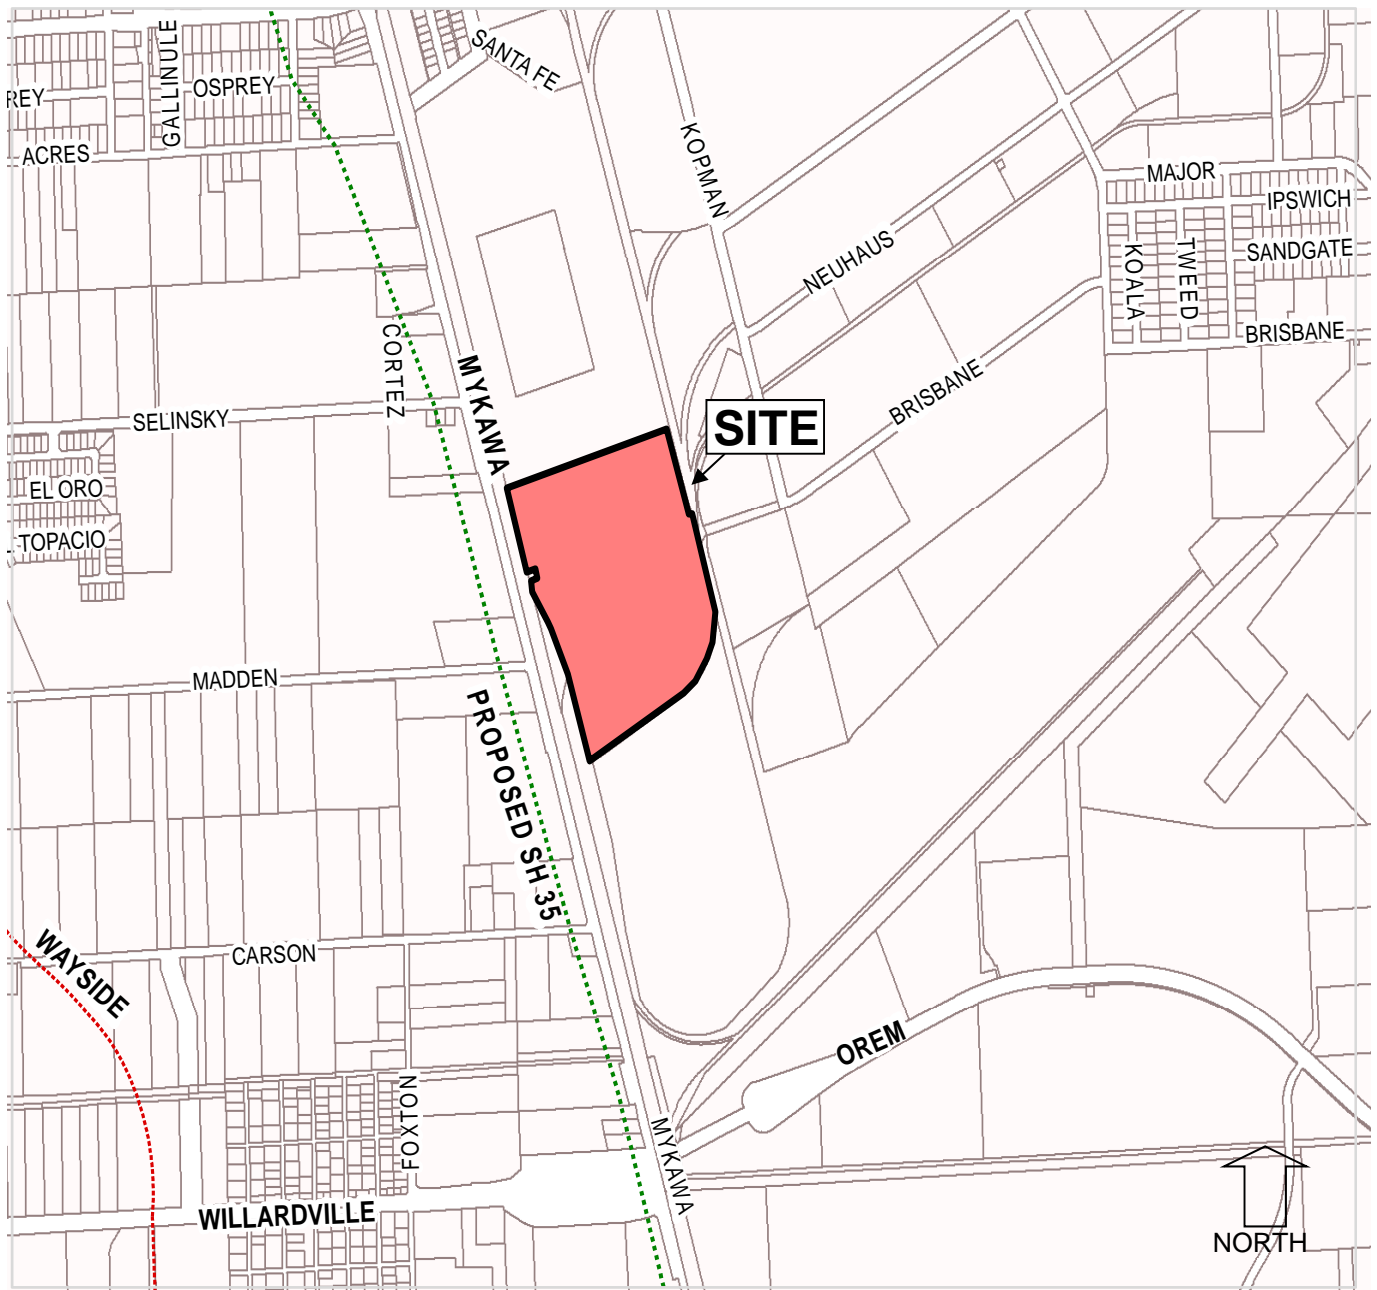 GALLINULE
SANTA FE
OSPREY
REY
ACRES
KOPMAN
MAJOR
IPSWICH
NEUHAUS
KOALA
TWEED
SANDGATE
BRISBANE
CORTEZ
MYKAWA
BRISBANE
SELINSKY
SITE
EL ORO
TOPACIO
MADDEN
PROPOSED SH 35
WAYSIDE
CARSON
OREM
FOXTON
MYKAWA
WILLARDVILLE
NORTH